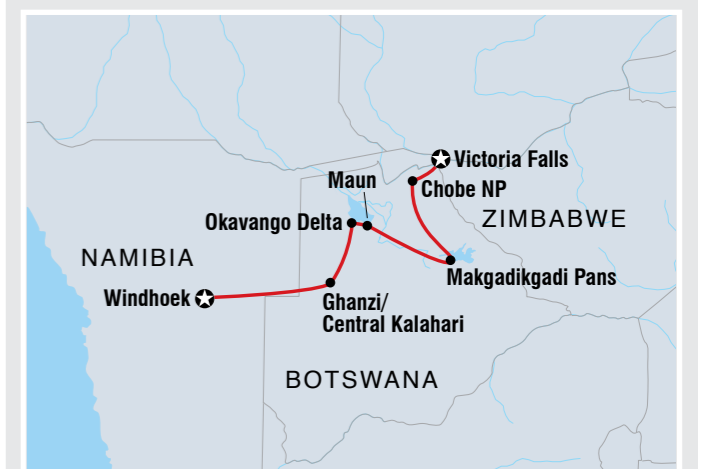 Victoria Falls
Maun
Chobe NP
Okavango Delta
ZIMBABWE
NAMIBIA
Makgadikgadi Pans
Windhoek
Ghanzi/
Central Kalahari
BOTSWANA